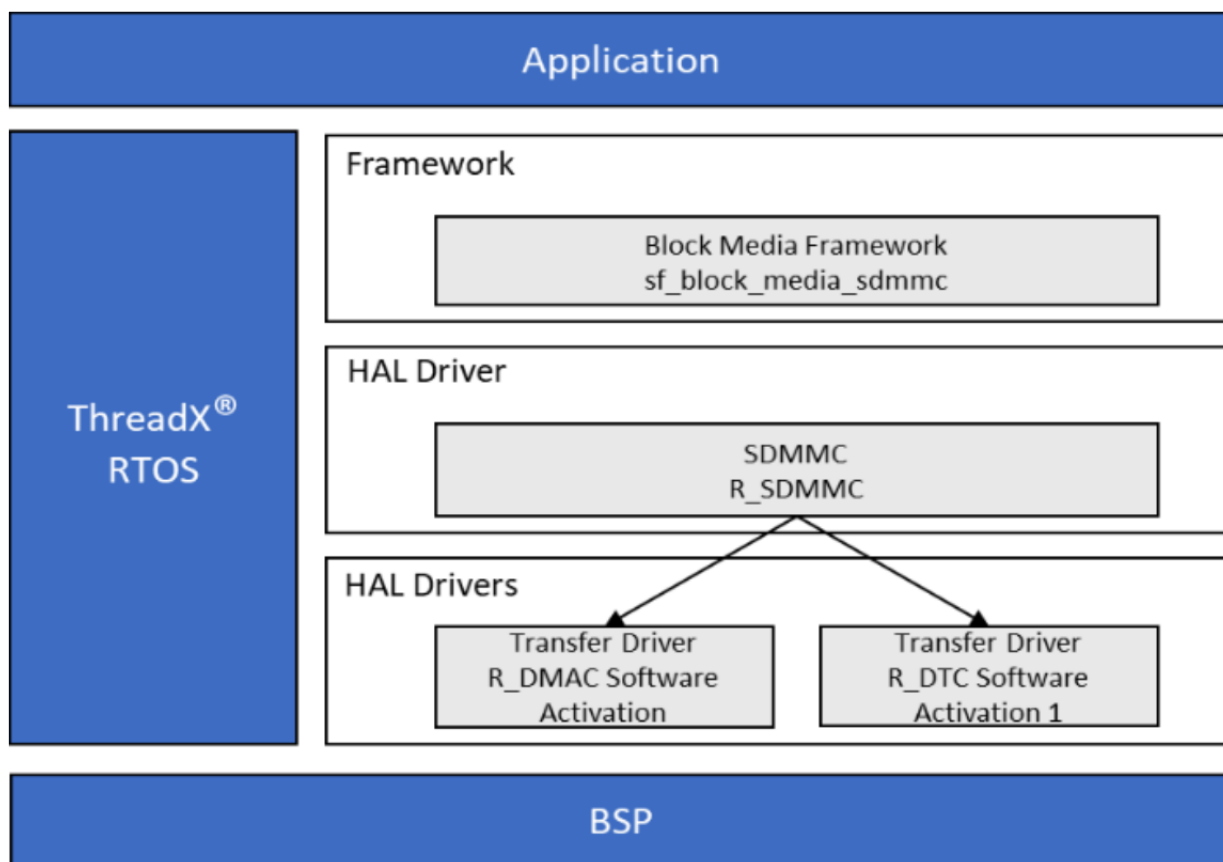 Application
ThreadX®
RTOS
Framework
Block Media Framework
sf_block_media_sdmmc
HAL Driver
SDMMC
R_SDMMC
HAL Drivers
Transfer Driver
R_DMAC Software
Activation
Transfer Driver
R_DTC Software
Activation 1
BSP